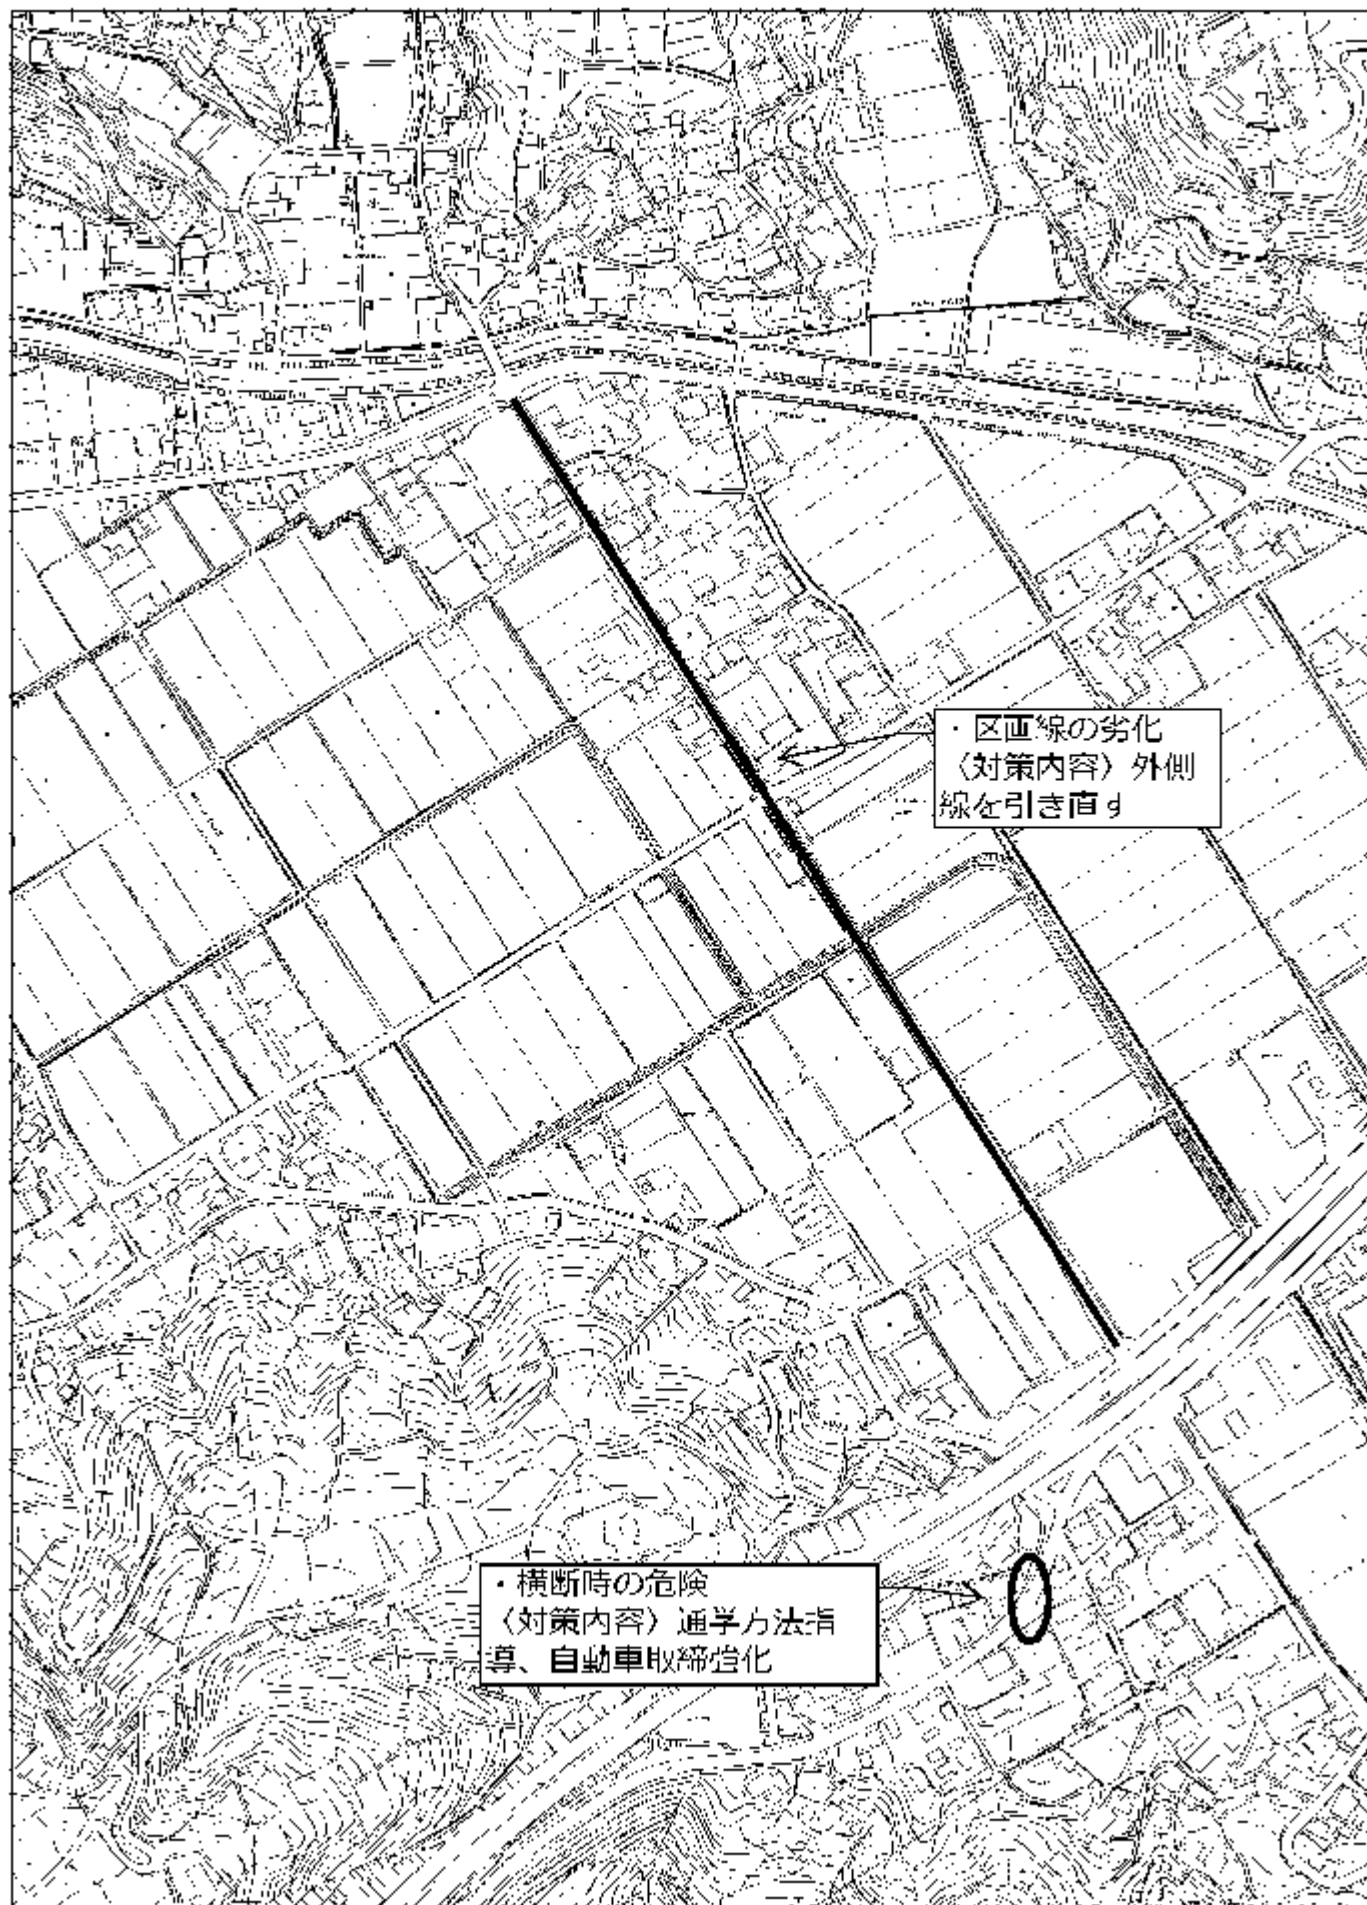 ・区画線の劣化
（対策内容）外側
線を引き直す
・横断時の危険
（対策内容）通学方法指
導、自動車取締強化